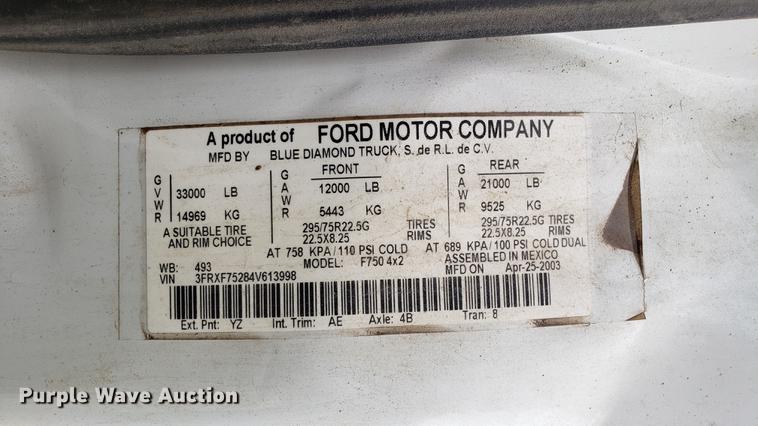 A product of FORD MOTOR COMPANY
MFD BY BLUE DIAMOND TRUCK, S. de R.L. de C.V.
GVWR 33000 LB
14969 KG
FRONT
GAWR 12000 LB
5443 KG
REAR
GAWR 21000 LB
9525 KG
A SUITABLE TIRE AND RIM CHOICE
295/75R22.5G TIRES
22.5X8.25 RIMS
295/75R22.5G TIRES
22.5X8.25 RIMS
AT 758 KPA/110 PSI COLD AT 689 KPA/100 PSI COLD DUAL
WB: 493 MODEL: F750 4x2 ASSEMBLED IN MEXICO
VIN 3FRXF75284V613998 MFD ON Apr-25-2003
Ext. Pnt: YZ Int. Trim: AE Axle: 4B Tran: 8
Purple Wave Auction